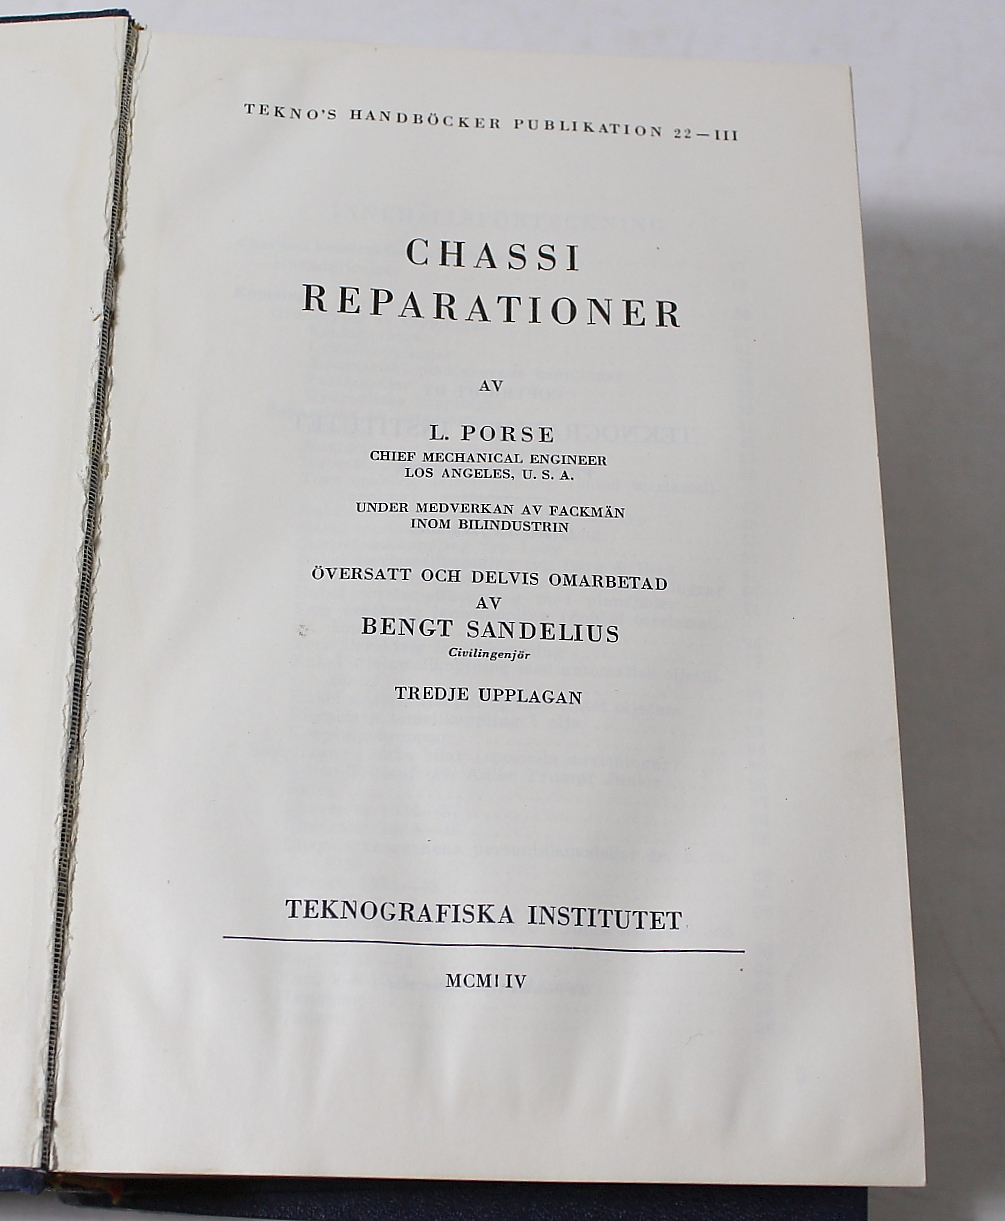 TEKNO'S HANDBÖCKER PUBLIKATION 22—III
CHASSI
REPARATIONER
AV
L. PORSE
CHIEF MECHANICAL ENGINEER
LOS ANGELES, U. S. A.
UNDER MEDVERKAN AV FACKMÄN
INOM BILINDUSTRIN
ÖVERSATT OCH DELVIS OMARBETAD
AV
BENGT SANDELIUS
Civilingenjör
TREDJE UPPLAGAN
TEKNOGRAFISKA INSTITUTET
MCMLIV